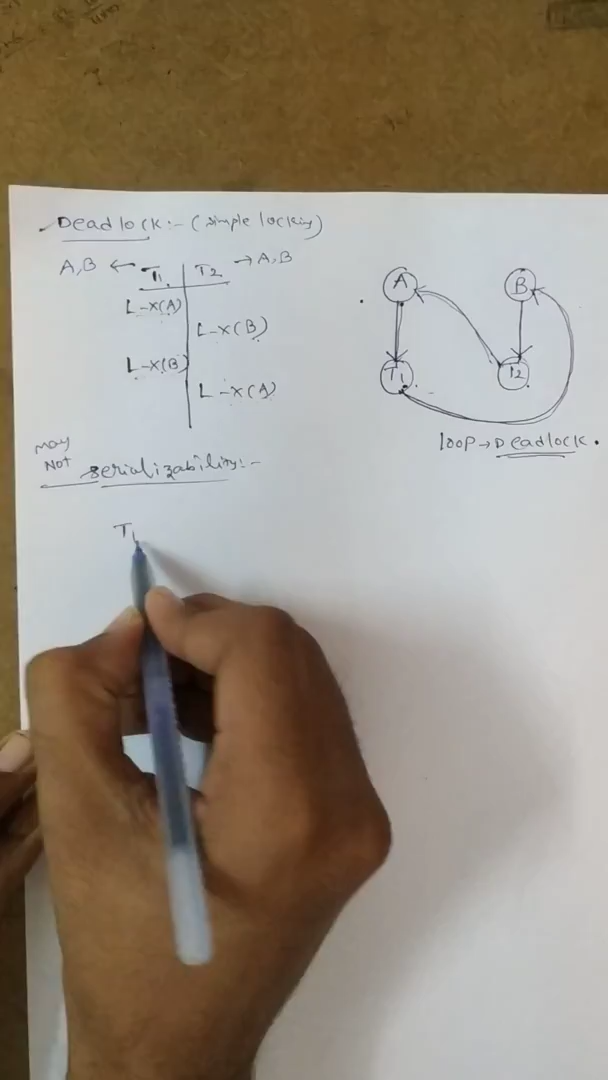 Deadlock:- (simple locking)
A,B ← T1 T2 → A,B
L-X(A)
L-X(B)
L-X(B)
L-X(A)
A B
T1 T2
loop → Deadlock.
may
Not serializability:-
T1